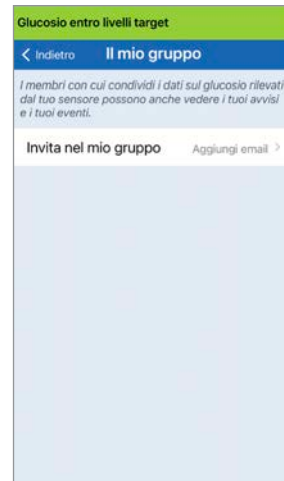 Glucosio entro livelli target
Indietro Il mio gruppo
I membri con cui condividi i dati sul glucosio rilevati
dal tuo sensore possono anche vedere i tuoi avvisi
e i tuoi eventi.
Invita nel mio gruppo Aggiungi email